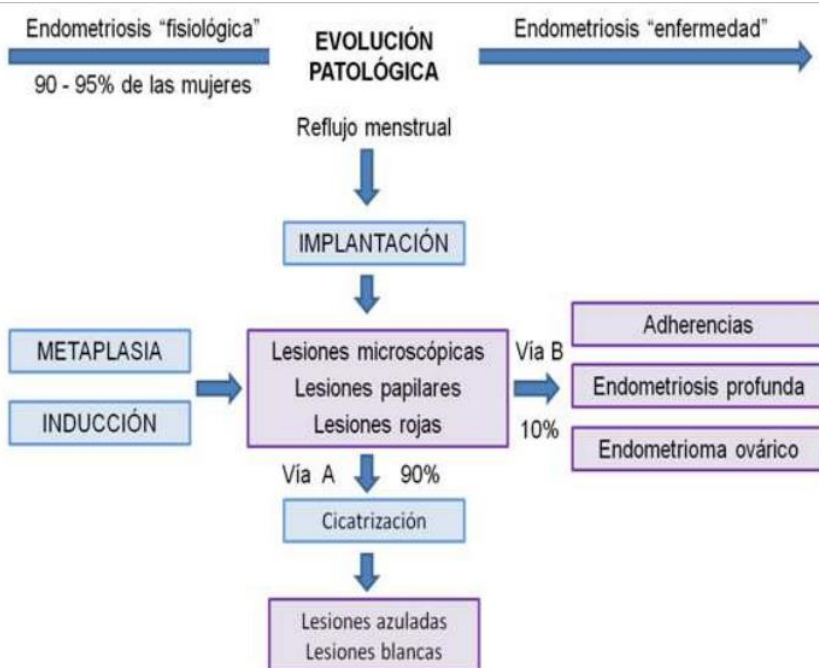 Endometriosis “fisiológica”
90 - 95% de las mujeres
EVOLUCIÓN
PATOLÓGICA
Endometriosis “enfermedad”
Reflujo menstrual
IMPLANTACIÓN
METAPLASIA
INDUCCIÓN
Lesiones microscópicas
Lesiones papilares
Lesiones rojas
Vía B
10%
Adherencias
Endometriosis profunda
Endometrioma ovárico
Vía A
90%
Cicatrización
Lesiones azuladas
Lesiones blancas